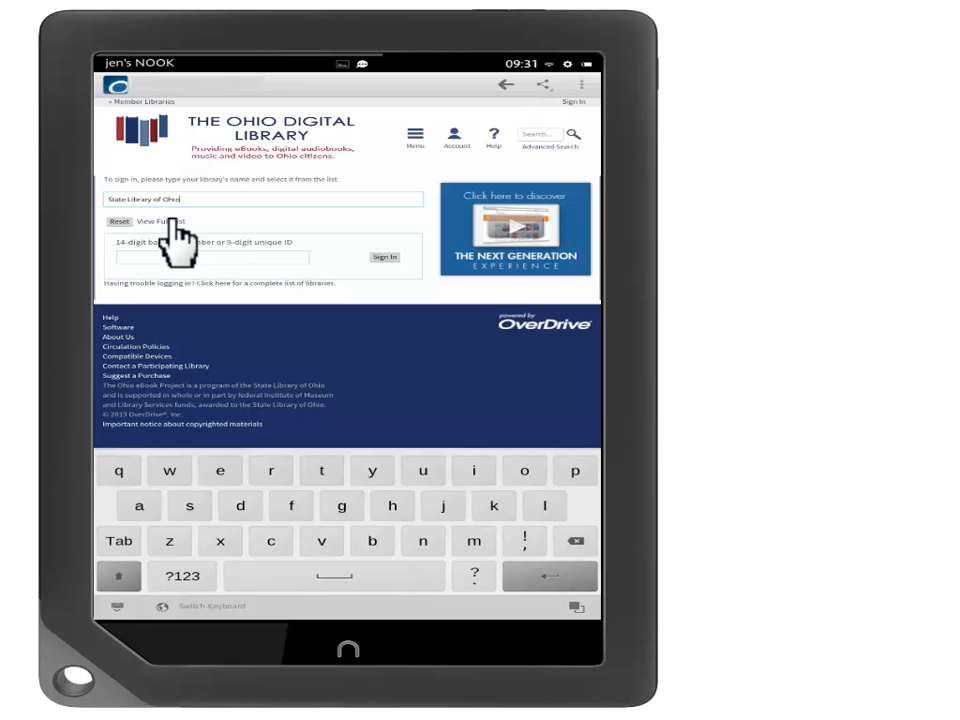 jen's NOOK
09:31
« Member Libraries
Sign In
THE OHIO DIGITAL
LIBRARY
Providing eBooks, digital audiobooks,
music and video to Ohio citizens.
Menu
Account
?
Help
Search...
Advanced Search
To sign in, please type your library's name and select it from the list.
State Library of Ohio
Reset
View Fu
st
14-digit ba
mber or 9-digit unique ID
Sign In
Having trouble logging in? Click here for a complete list of libraries.
Click here to discover
THE NEXT GENERATION
EXPERIENCE
Help
Software
About Us
Circulation Policies
Compatible Devices
Contact a Participating Library
Suggest a Purchase
The Ohio eBook Project is a program of the State Library of Ohio
and is supported in whole or in part by federal Institute of Museum
and Library Services funds, awarded to the State Library of Ohio.
© 2013 OverDrive®, Inc.
Important notice about copyrighted materials
powered by
OverDrive®
q w e r t y u i o p
a s d f g h j k l
Tab z x c v b n m ! ,
?123 ? .
Switch Keyboard